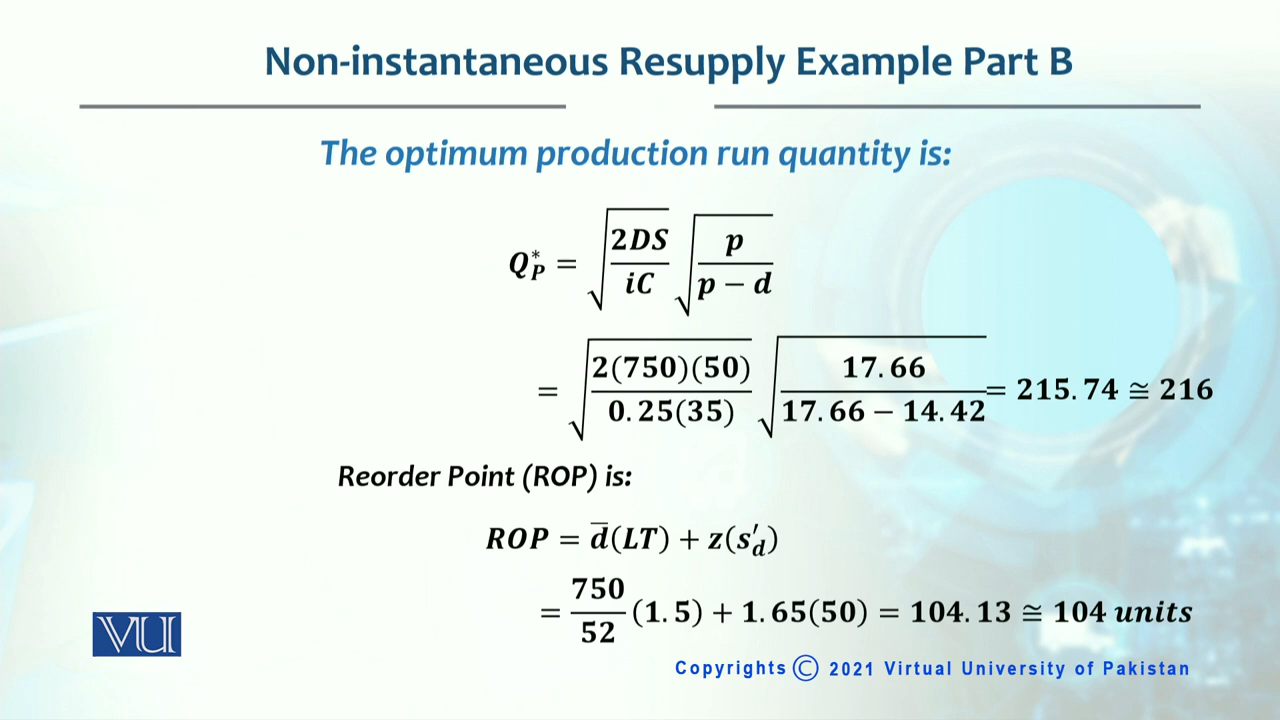 Non-instantaneous Resupply Example Part B
The optimum production run quantity is:
Q*P = √(2DS/iC) √(p/(p − d))
= √(2(750)(50)/0.25(35)) √(17.66/(17.66 − 14.42)) = 215.74 ≅ 216
Reorder Point (ROP) is:
ROP = d̅(LT) + z(s′d)
= 750/52 (1.5) + 1.65(50) = 104.13 ≅ 104 units
VU
Copyrights © 2021 Virtual University of Pakistan